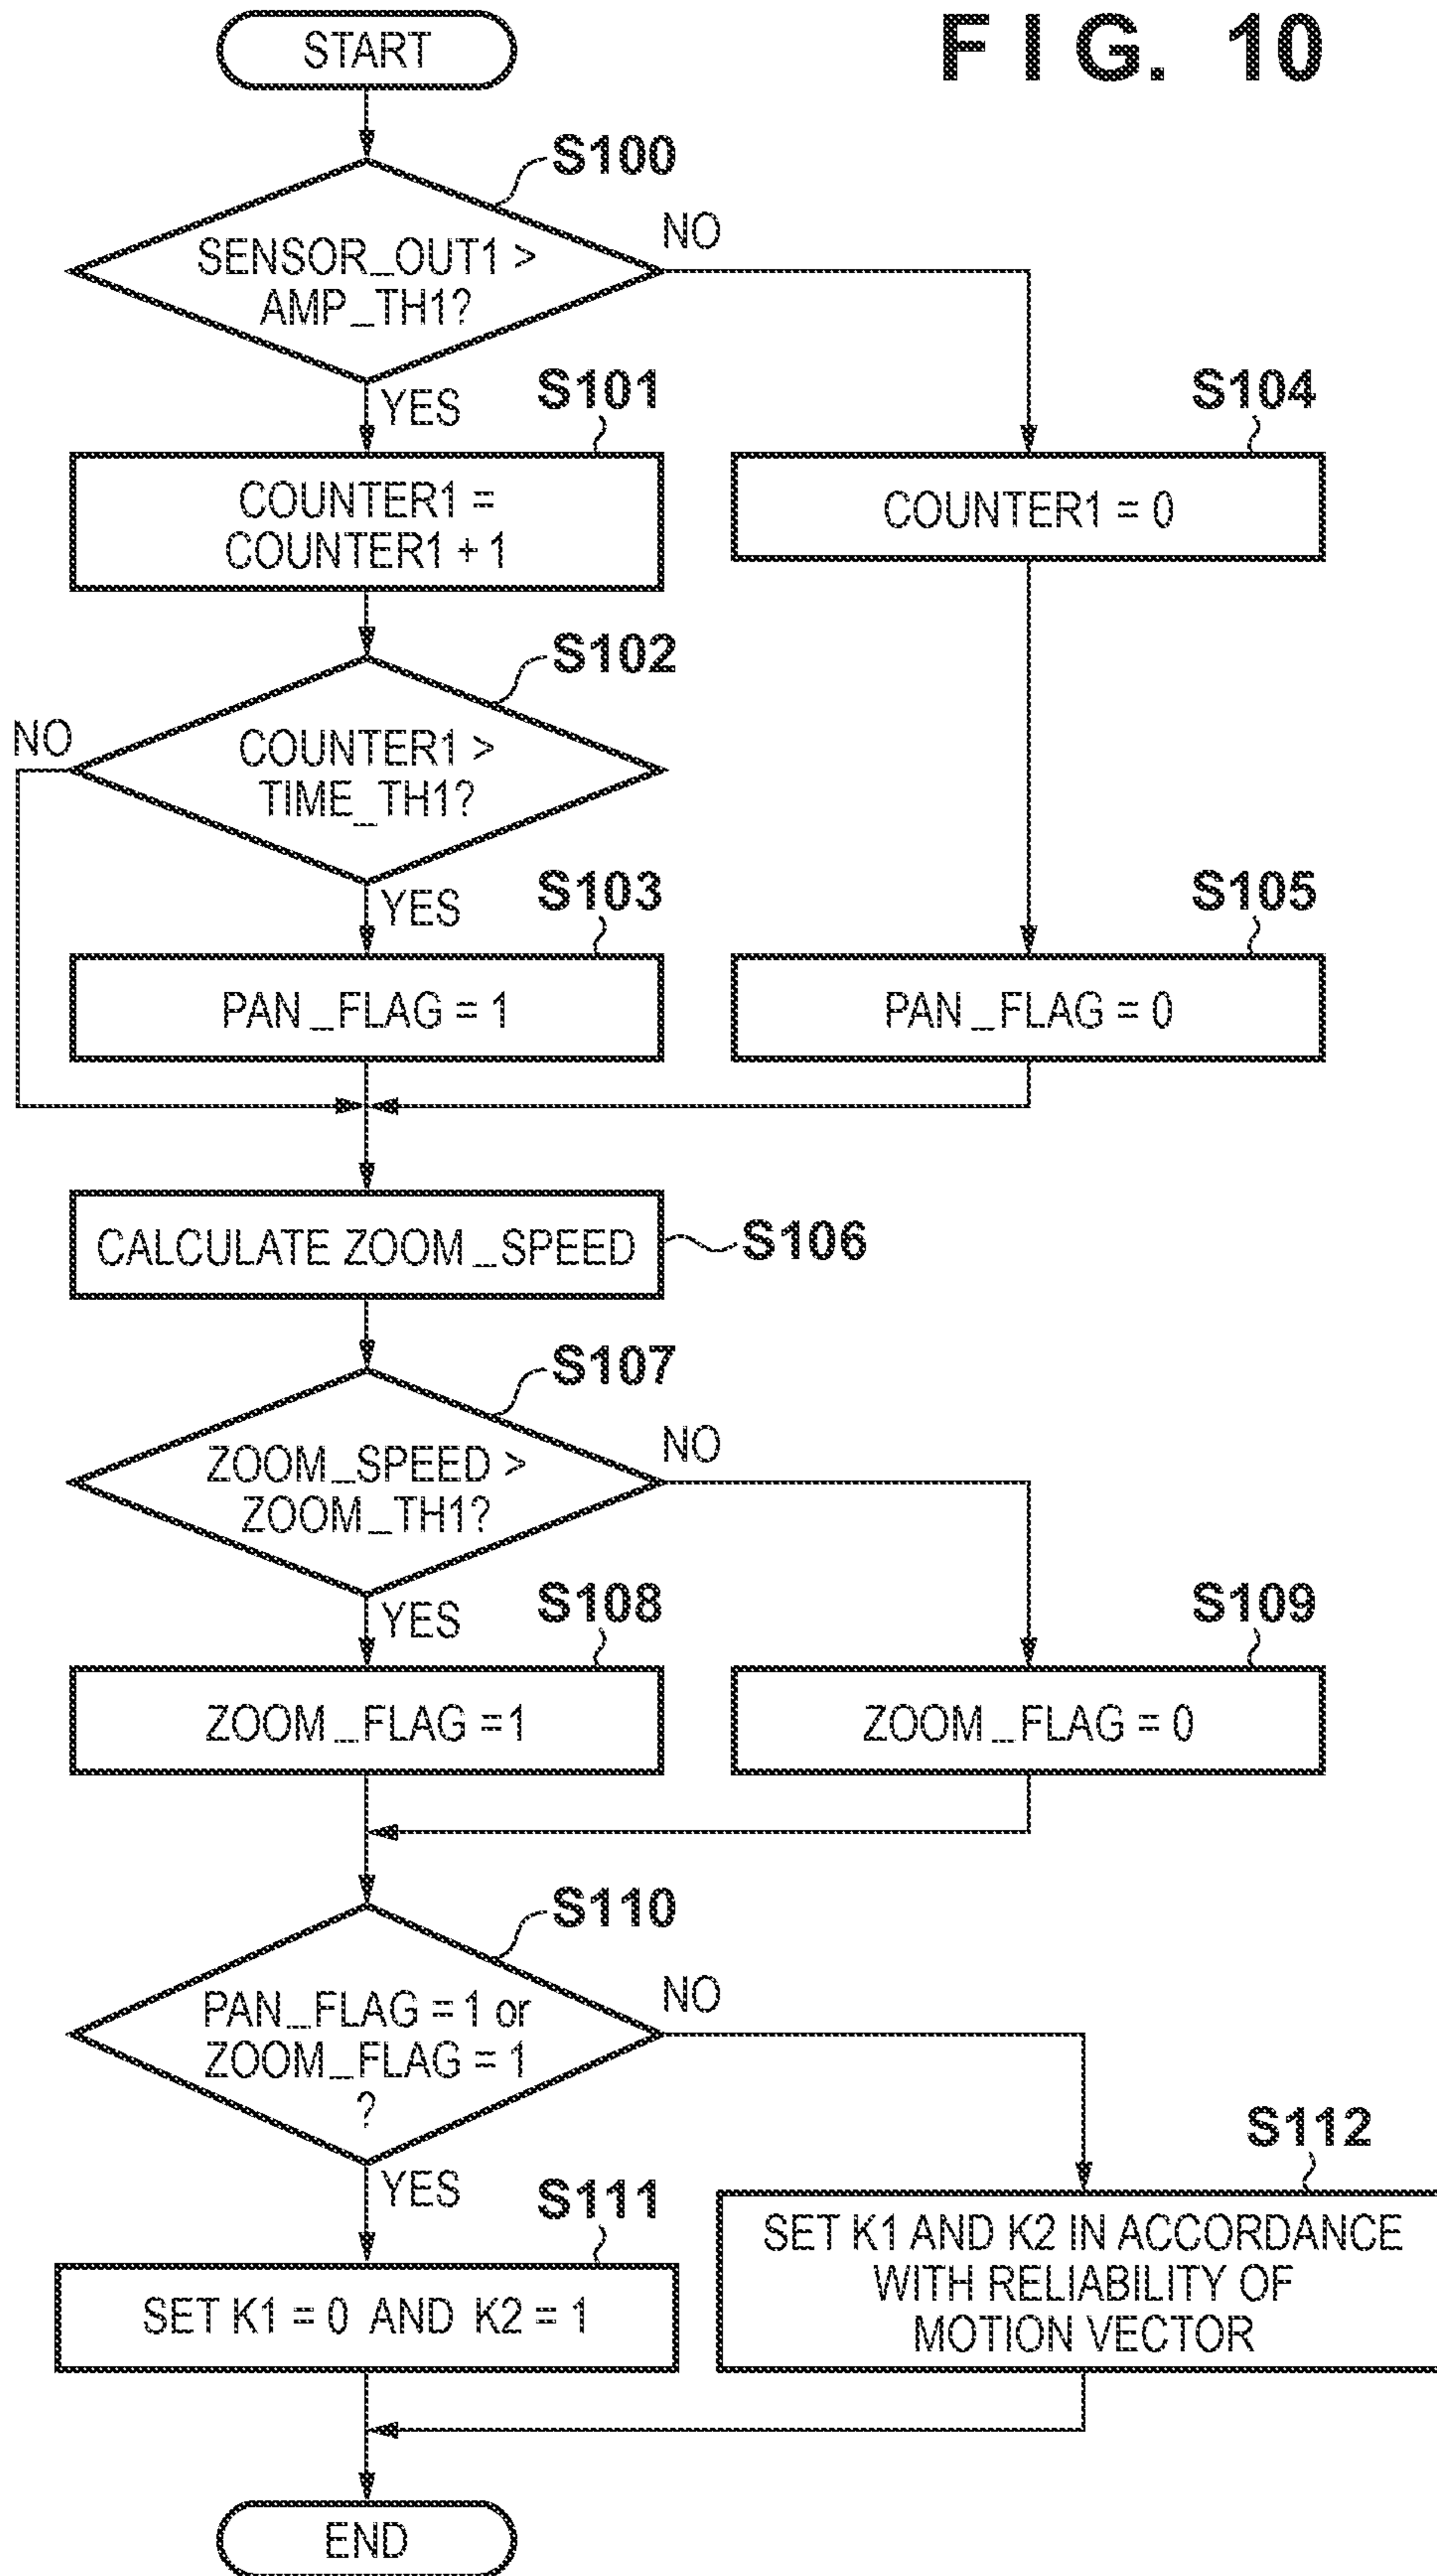 FIG. 10
START
S100
SENSOR_OUT1 >
AMP_TH1?
NO
YES
S101
COUNTER1 =
COUNTER1 + 1
S104
COUNTER1 = 0
S102
NO
COUNTER1 >
TIME_TH1?
YES
S103
PAN_FLAG = 1
S105
PAN_FLAG = 0
CALCULATE ZOOM_SPEED
S106
S107
ZOOM_SPEED >
ZOOM_TH1?
NO
YES
S108
ZOOM_FLAG =1
S109
ZOOM_FLAG = 0
S110
PAN_FLAG = 1 or
ZOOM_FLAG = 1
?
NO
YES
S111
SET K1 = 0 AND K2 = 1
S112
SET K1 AND K2 IN ACCORDANCE
WITH RELIABILITY OF
MOTION VECTOR
END